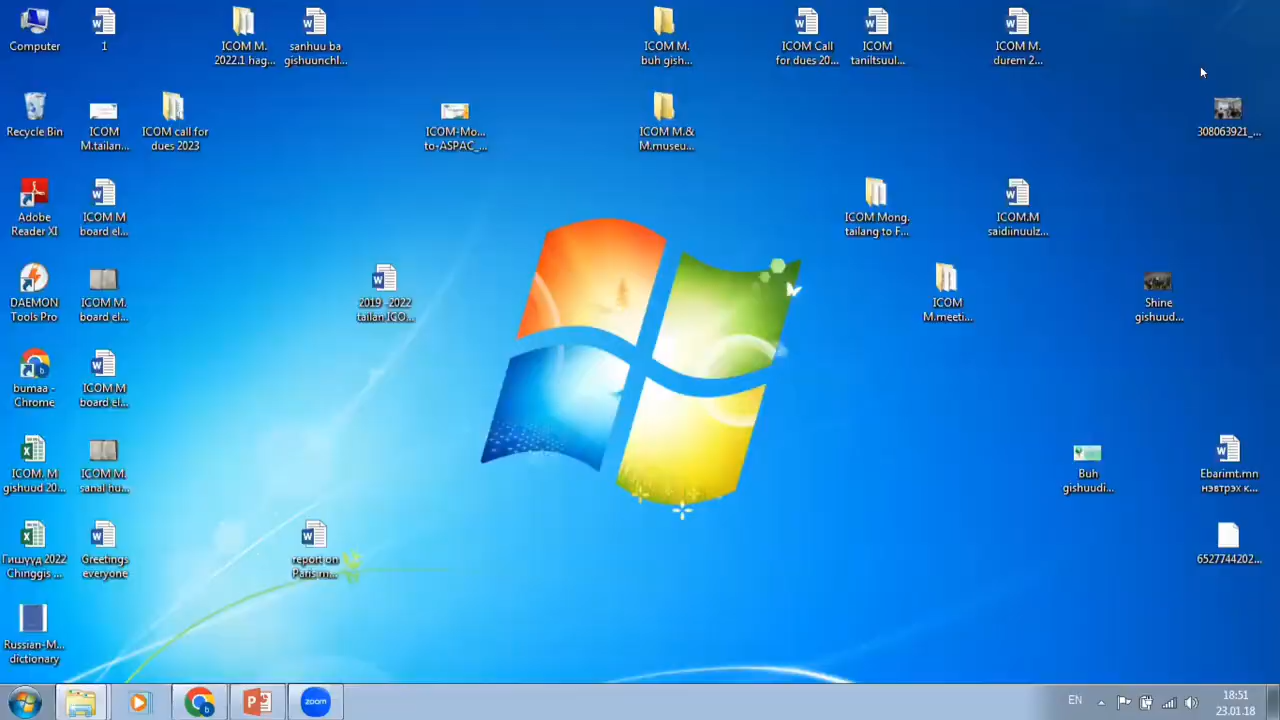 Computer
1
ICOM M.
2022.1 hag...
sanhuu ba
gishuunchl...
ICOM M.
buh gish...
ICOM Call
for dues 20...
ICOM
taniltsuul...
ICOM M.
durem 2...
Recycle Bin
ICOM
M.tailan...
ICOM call for
dues 2023
ICOM-Mo...
to-ASPAC_...
ICOM M.&
M.museu...
308063921_...
Adobe
Reader XI
ICOM M
board el...
ICOM Mong.
tailang to F...
ICOM.M
saidiinuulz...
DAEMON
Tools Pro
ICOM M.
board el...
2019 -2022
tailan ICO...
ICOM
M.meeti...
Shine
gishuud...
bumaa -
Chrome
ICOM M
board el...
ICOM. M
gishuud 20...
ICOM M.
sanal hu...
Buh
gishuudi...
Ebarimt.mn
нэвтрэх к...
Гишүүд 2022
Chinggis ...
Greetings
everyone
report on
Paris m...
6527744202...
Russian-M...
dictionary
zoom
EN
18:51
23.01.18